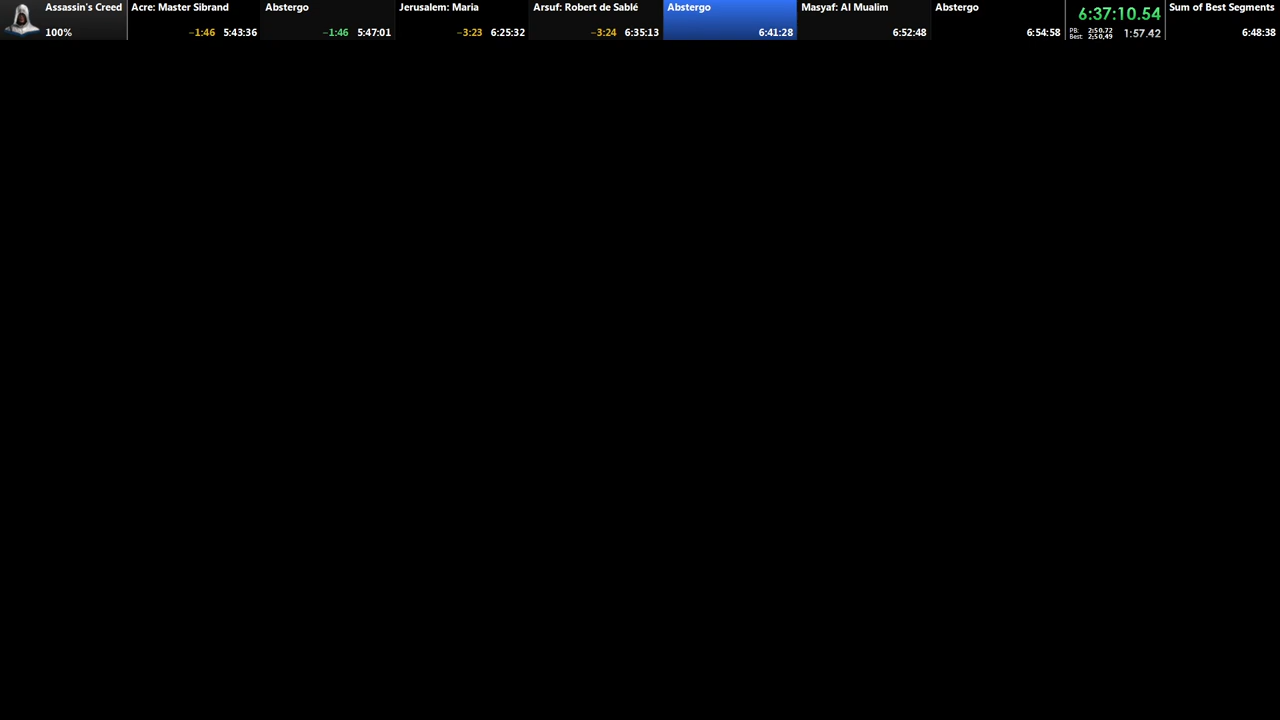 Assassin's Creed
100%
Acre: Master Sibrand
−1:46 5:43:36
Abstergo
−1:46 5:47:01
Jerusalem: Maria
−3:23 6:25:32
Arsuf: Robert de Sablé
−3:24 6:35:13
Abstergo
6:41:28
Masyaf: Al Mualim
6:52:48
Abstergo
6:54:58
6:37:10.54
PB: 2:50.72
Best: 2:50.49
1:57.42
Sum of Best Segments
6:48:38